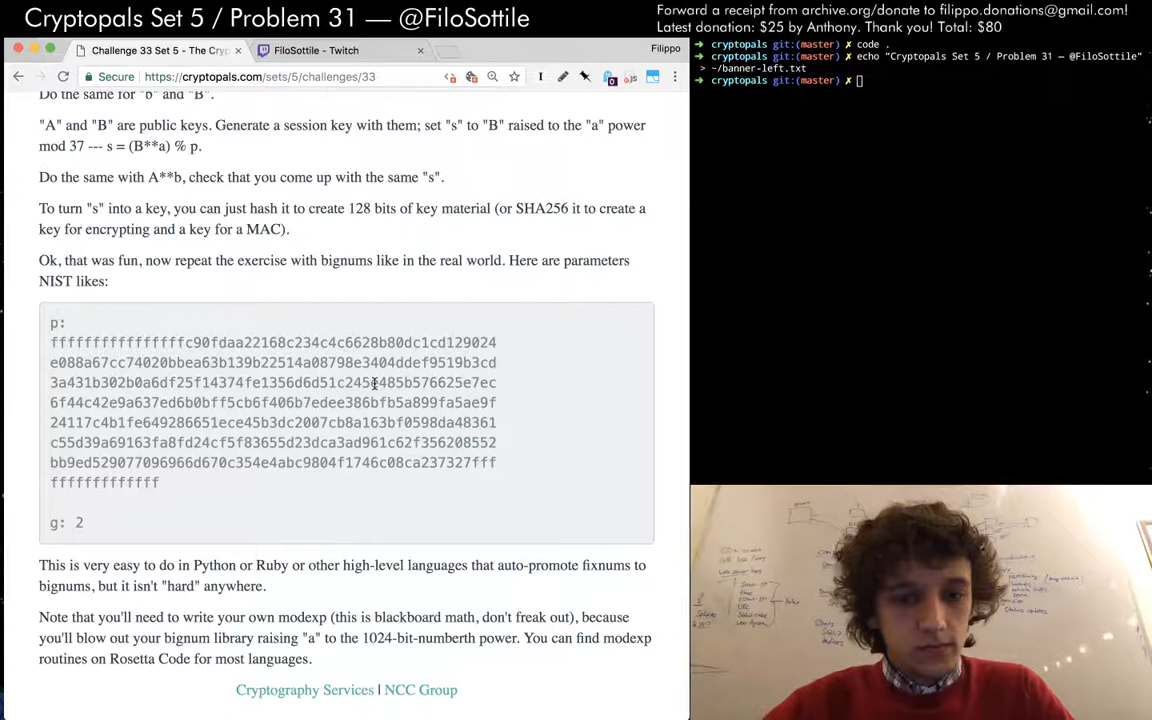 Cryptopals Set 5 / Problem 31 — @FiloSottile
Forward a receipt from archive.org/donate to filippo.donations@gmail.com!
Latest donation: $25 by Anthony. Thank you! Total: $80
Challenge 33 Set 5 - The Cryp
FiloSottile - Twitch
Filippo
Secure
https://cryptopals.com/sets/5/challenges/33
➜ cryptopals git:(master) ✗ code .
➜ cryptopals git:(master) ✗ echo "Cryptopals Set 5 / Problem 31 — @FiloSottile"
> ~/banner-left.txt
➜ cryptopals git:(master) ✗
Do the same for "b" and "B".
"A" and "B" are public keys. Generate a session key with them; set "s" to "B" raised to the "a" power
mod 37 --- s = (B**a) % p.
Do the same with A**b, check that you come up with the same "s".
To turn "s" into a key, you can just hash it to create 128 bits of key material (or SHA256 it to create a
key for encrypting and a key for a MAC).
Ok, that was fun, now repeat the exercise with bignums like in the real world. Here are parameters
NIST likes:
p:
ffffffffffffffffc90fdaa22168c234c4c6628b80dc1cd129024
e088a67cc74020bbea63b139b22514a08798e3404ddef9519b3cd
3a431b302b0a6df25f14374fe1356d6d51c245e485b576625e7ec
6f44c42e9a637ed6b0bff5cb6f406b7edee386bfb5a899fa5ae9f
24117c4b1fe649286651ece45b3dc2007cb8a163bf0598da48361
c55d39a69163fa8fd24cf5f83655d23dca3ad961c62f356208552
bb9ed529077096966d670c354e4abc9804f1746c08ca237327fff
fffffffffffff
g: 2
This is very easy to do in Python or Ruby or other high-level languages that auto-promote fixnums to
bignums, but it isn't "hard" anywhere.
Note that you'll need to write your own modexp (this is blackboard math, don't freak out), because
you'll blow out your bignum library raising "a" to the 1024-bit-numberth power. You can find modexp
routines on Rosetta Code for most languages.
Cryptography Services | NCC Group